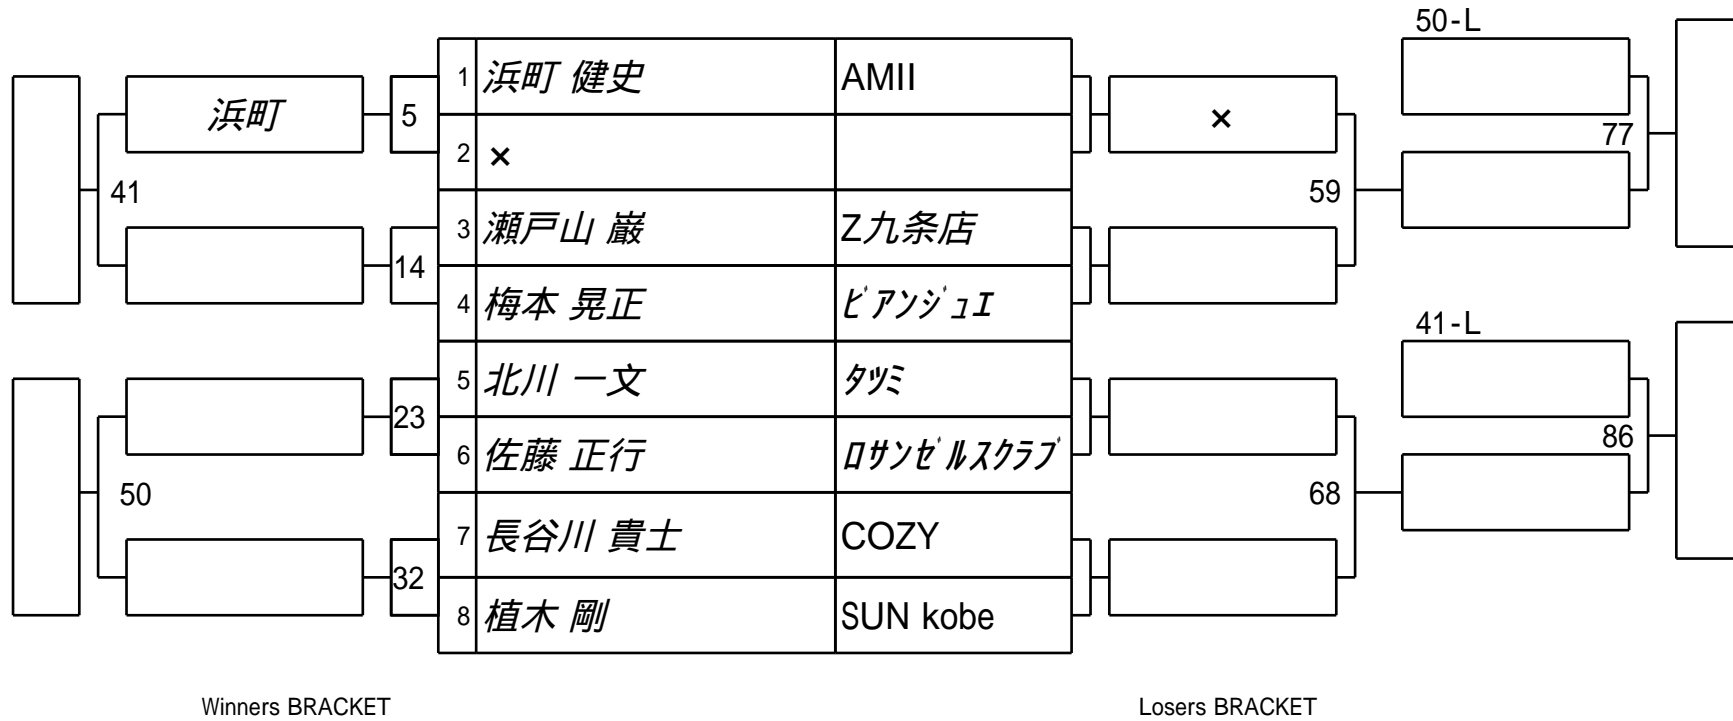 50-L
1 浜町 健史 AMII
浜町 5 × 77
2 ×
41 59
3 瀬戸山 巌 Z九条店
14
4 梅本 晃正 ﾋﾞｱﾝｼﾞｭｴ
41-L
5 北川 一文 ﾀﾂﾐ
23 86
6 佐藤 正行 ﾛｻﾝｾﾞﾙｽｸﾗﾌﾞ
50 68
7 長谷川 貴士 COZY
32
8 植木 剛 SUN kobe
Winners BRACKET Losers BRACKET